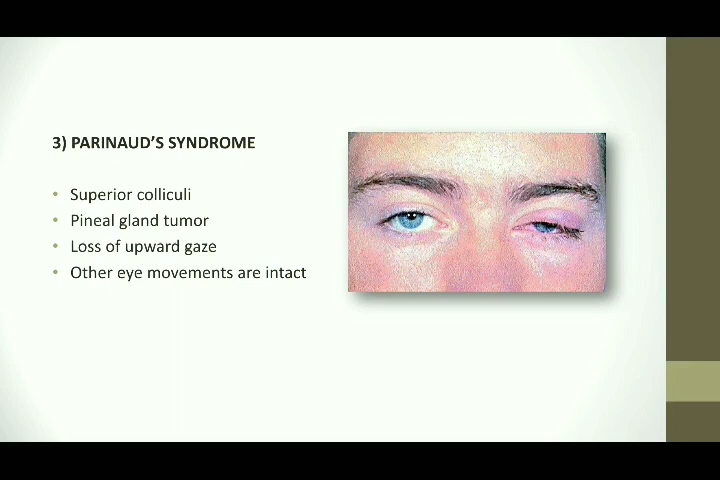 3) PARINAUD'S SYNDROME
• Superior colliculi
• Pineal gland tumor
• Loss of upward gaze
• Other eye movements are intact